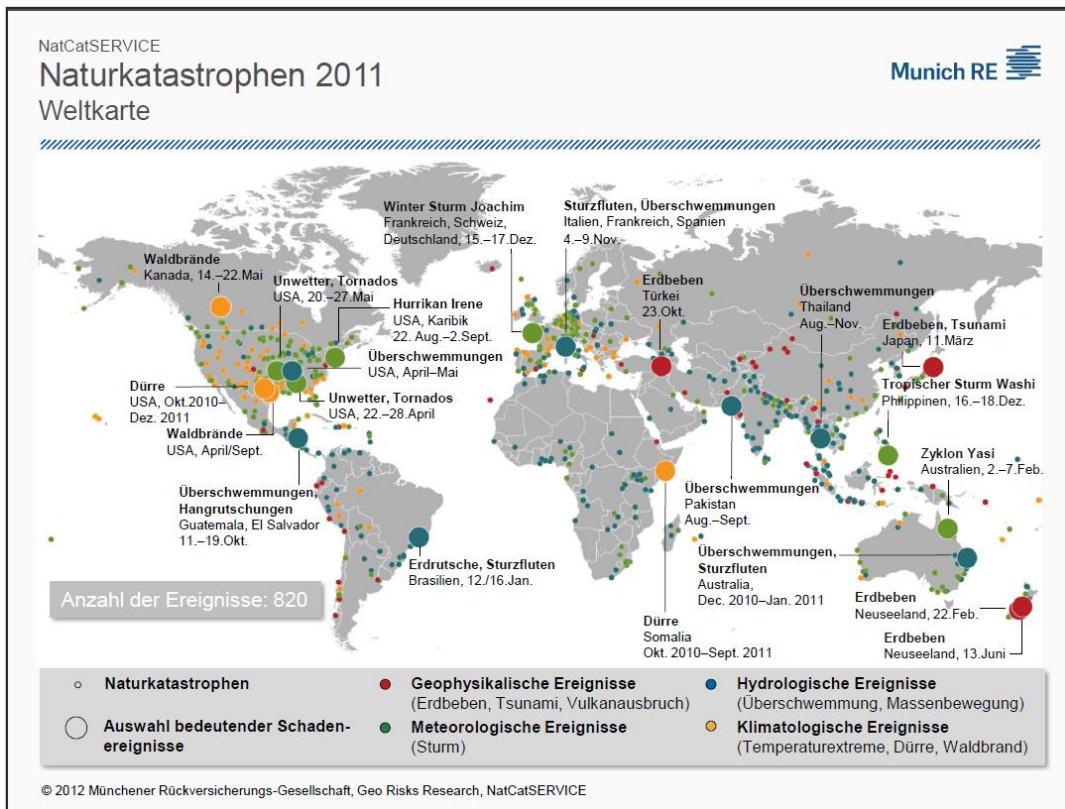 NatCatSERVICE
Naturkatastrophen 2011
Weltkarte
Munich RE
Winter Sturm Joachim
Frankreich, Schweiz,
Deutschland, 15.–17.Dez.
Sturzfluten, Überschwemmungen
Italien, Frankreich, Spanien
4.–9.Nov.
Waldbrände
Kanada, 14.–22.Mai
Unwetter, Tornados
USA, 20.–27.Mai
Hurrikan Irene
USA, Karibik
22. Aug.–2.Sept.
Erdbeben
Türkei
23.Okt.
Überschwemmungen
Thailand
Aug.–Nov.
Erdbeben, Tsunami
Japan, 11.März
Überschwemmungen
USA, April–Mai
Dürre
USA, Okt.2010–
Dez. 2011
Unwetter, Tornados
USA, 22.–28.April
Tropischer Sturm Washi
Philippinen, 16.–18.Dez.
Waldbrände
USA, April/Sept.
Zyklon Yasi
Australien, 2.–7.Feb.
Überschwemmungen,
Hangrutschungen
Guatemala, El Salvador
11.–19.Okt.
Überschwemmungen
Pakistan
Aug.–Sept.
Erdrutsche, Sturzfluten
Brasilien, 12./16.Jan.
Überschwemmungen,
Sturzfluten
Australia,
Dec. 2010–Jan. 2011
Anzahl der Ereignisse: 820
Erdbeben
Neuseeland, 22.Feb.
Dürre
Somalia
Okt. 2010–Sept. 2011
Erdbeben
Neuseeland, 13.Juni
Naturkatastrophen
Auswahl bedeutender Schaden-
ereignisse
Geophysikalische Ereignisse
(Erdbeben, Tsunami, Vulkanausbruch)
Meteorologische Ereignisse
(Sturm)
Hydrologische Ereignisse
(Überschwemmung, Massenbewegung)
Klimatologische Ereignisse
(Temperaturextreme, Dürre, Waldbrand)
© 2012 Münchener Rückversicherungs-Gesellschaft, Geo Risks Research, NatCatSERVICE